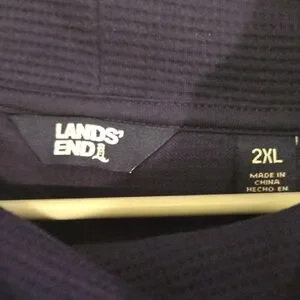 LANDS'
END
2XL
MADE IN
CHINA
HECHO EN